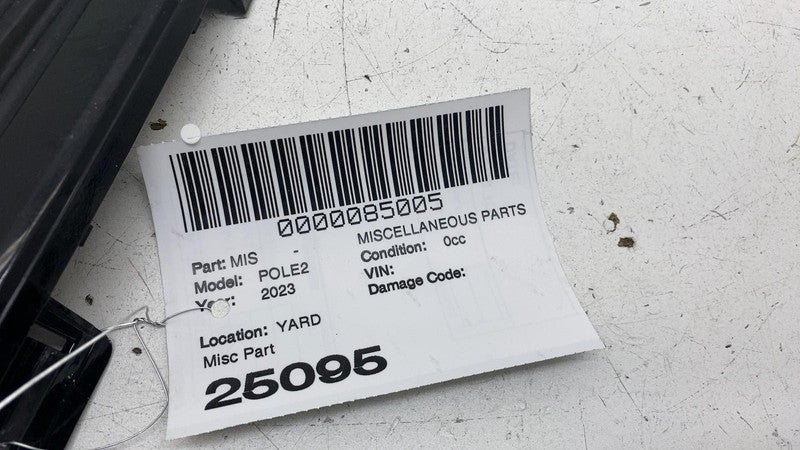 0000085005
Part: MIS - MISCELLANEOUS PARTS
Model: POLE2 Condition: 0cc
Year: 2023 VIN:
Damage Code:
Location: YARD
Misc Part
25095